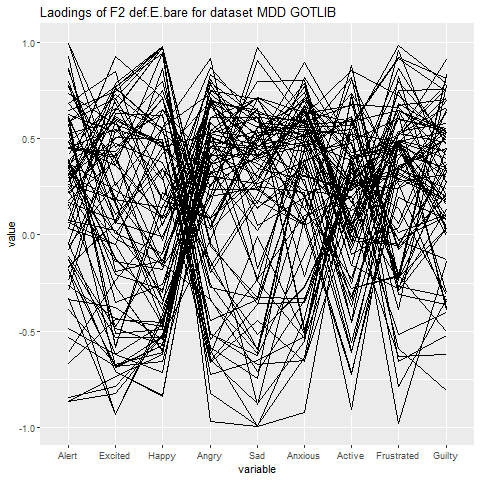 Laodings of F2 def.E.bare for dataset MDD GOTLIB
1.0
0.5
0.0
-0.5
-1.0
value
Alert Excited Happy Angry Sad Anxious Active Frustrated Guilty
variable